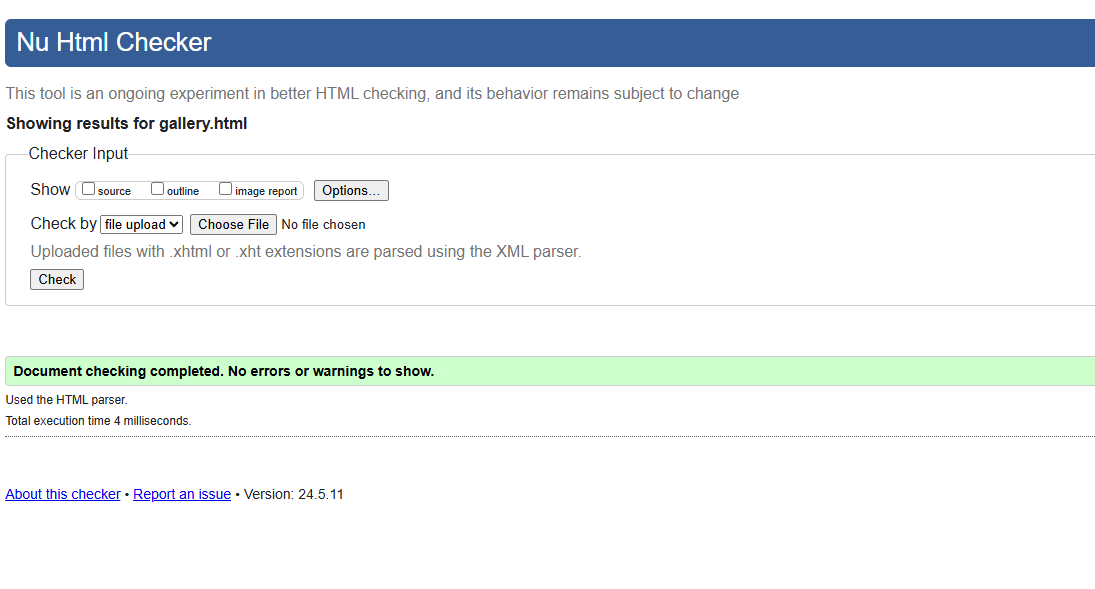 Nu Html Checker
This tool is an ongoing experiment in better HTML checking, and its behavior remains subject to change
Showing results for gallery.html
Checker Input
Show source outline image report Options...
Check by file upload Choose File No file chosen
Uploaded files with .xhtml or .xht extensions are parsed using the XML parser.
Check
Document checking completed. No errors or warnings to show.
Used the HTML parser.
Total execution time 4 milliseconds.
About this checker • Report an issue • Version: 24.5.11